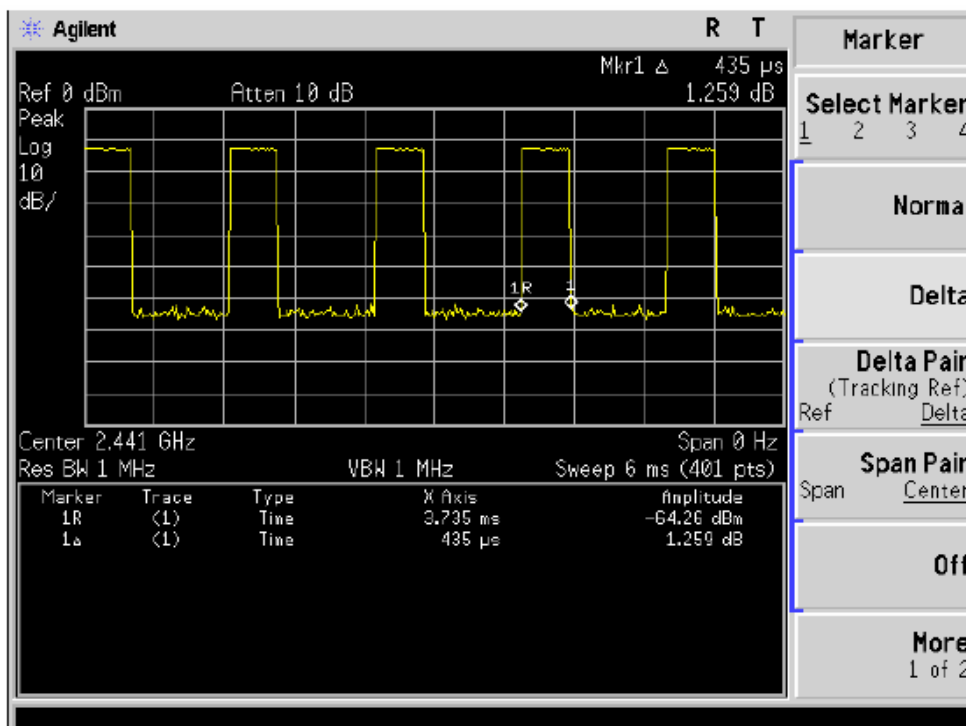 Agilent R T
Mkr1 Δ 435 µs
Ref 0 dBm Atten 10 dB 1.259 dB
Peak
Log
10
dB/
1R
1
Center 2.441 GHz Span 0 Hz
Res BW 1 MHz VBW 1 MHz Sweep 6 ms (401 pts)
Marker Trace Type X Axis Amplitude
1R (1) Time 3.735 ms -64.26 dBm
1Δ (1) Time 435 µs 1.259 dB
Marker
Select Marker
1 2 3 4
Norma
Delta
Delta Pair
(Tracking Ref)
Ref Delta
Span Pair
Span Center
Off
More
1 of 2